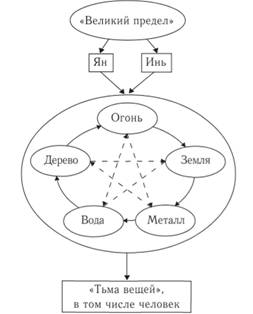 «Великий предел»
Ян
Инь
Огонь
Дерево
Земля
Вода
Металл
«Тьма вещей»,
в том числе человек